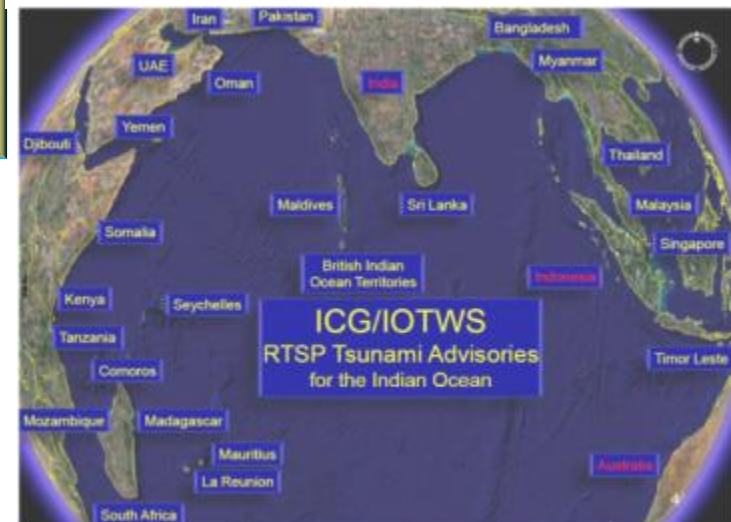 Iran
Pakistan
Bangladesh
UAE
Oman
India
Myanmar
Yemen
Djibouti
Thailand
Maldives
Sri Lanka
Malaysia
Somalia
Singapore
British Indian
Ocean Territories
Indonesia
Kenya
Seychelles
ICG/IOTWS
RTSP Tsunami Advisories
for the Indian Ocean
Tanzania
Timor Leste
Comoros
Mozambique
Madagascar
Mauritius
Australia
La Reunion
South Africa